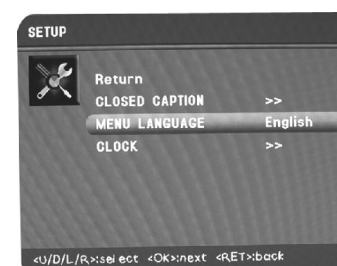 SETUP
Return
CLOSED CAPTION >>
MENU LANGUAGE English
CLOCK >>
<U/D/L/R>:select <OK>:next <RET>:back